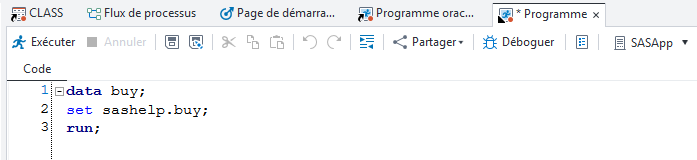 CLASS Flux de processus Page de démarra... Programme orac... * Programme
Exécuter Annuler Partager Déboguer SASApp
Code
1 data buy;
2 set sashelp.buy;
3 run;